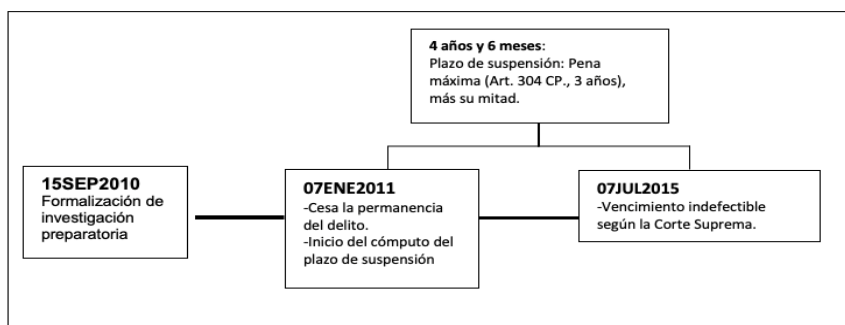 4 años y 6 meses:
Plazo de suspensión: Pena
máxima (Art. 304 CP., 3 años),
más su mitad.
15SEP2010
Formalización de
investigación
preparatoria
07ENE2011
-Cesa la permanencia
del delito.
-Inicio del cómputo del
plazo de suspensión
07JUL2015
-Vencimiento indefectible
según la Corte Suprema.